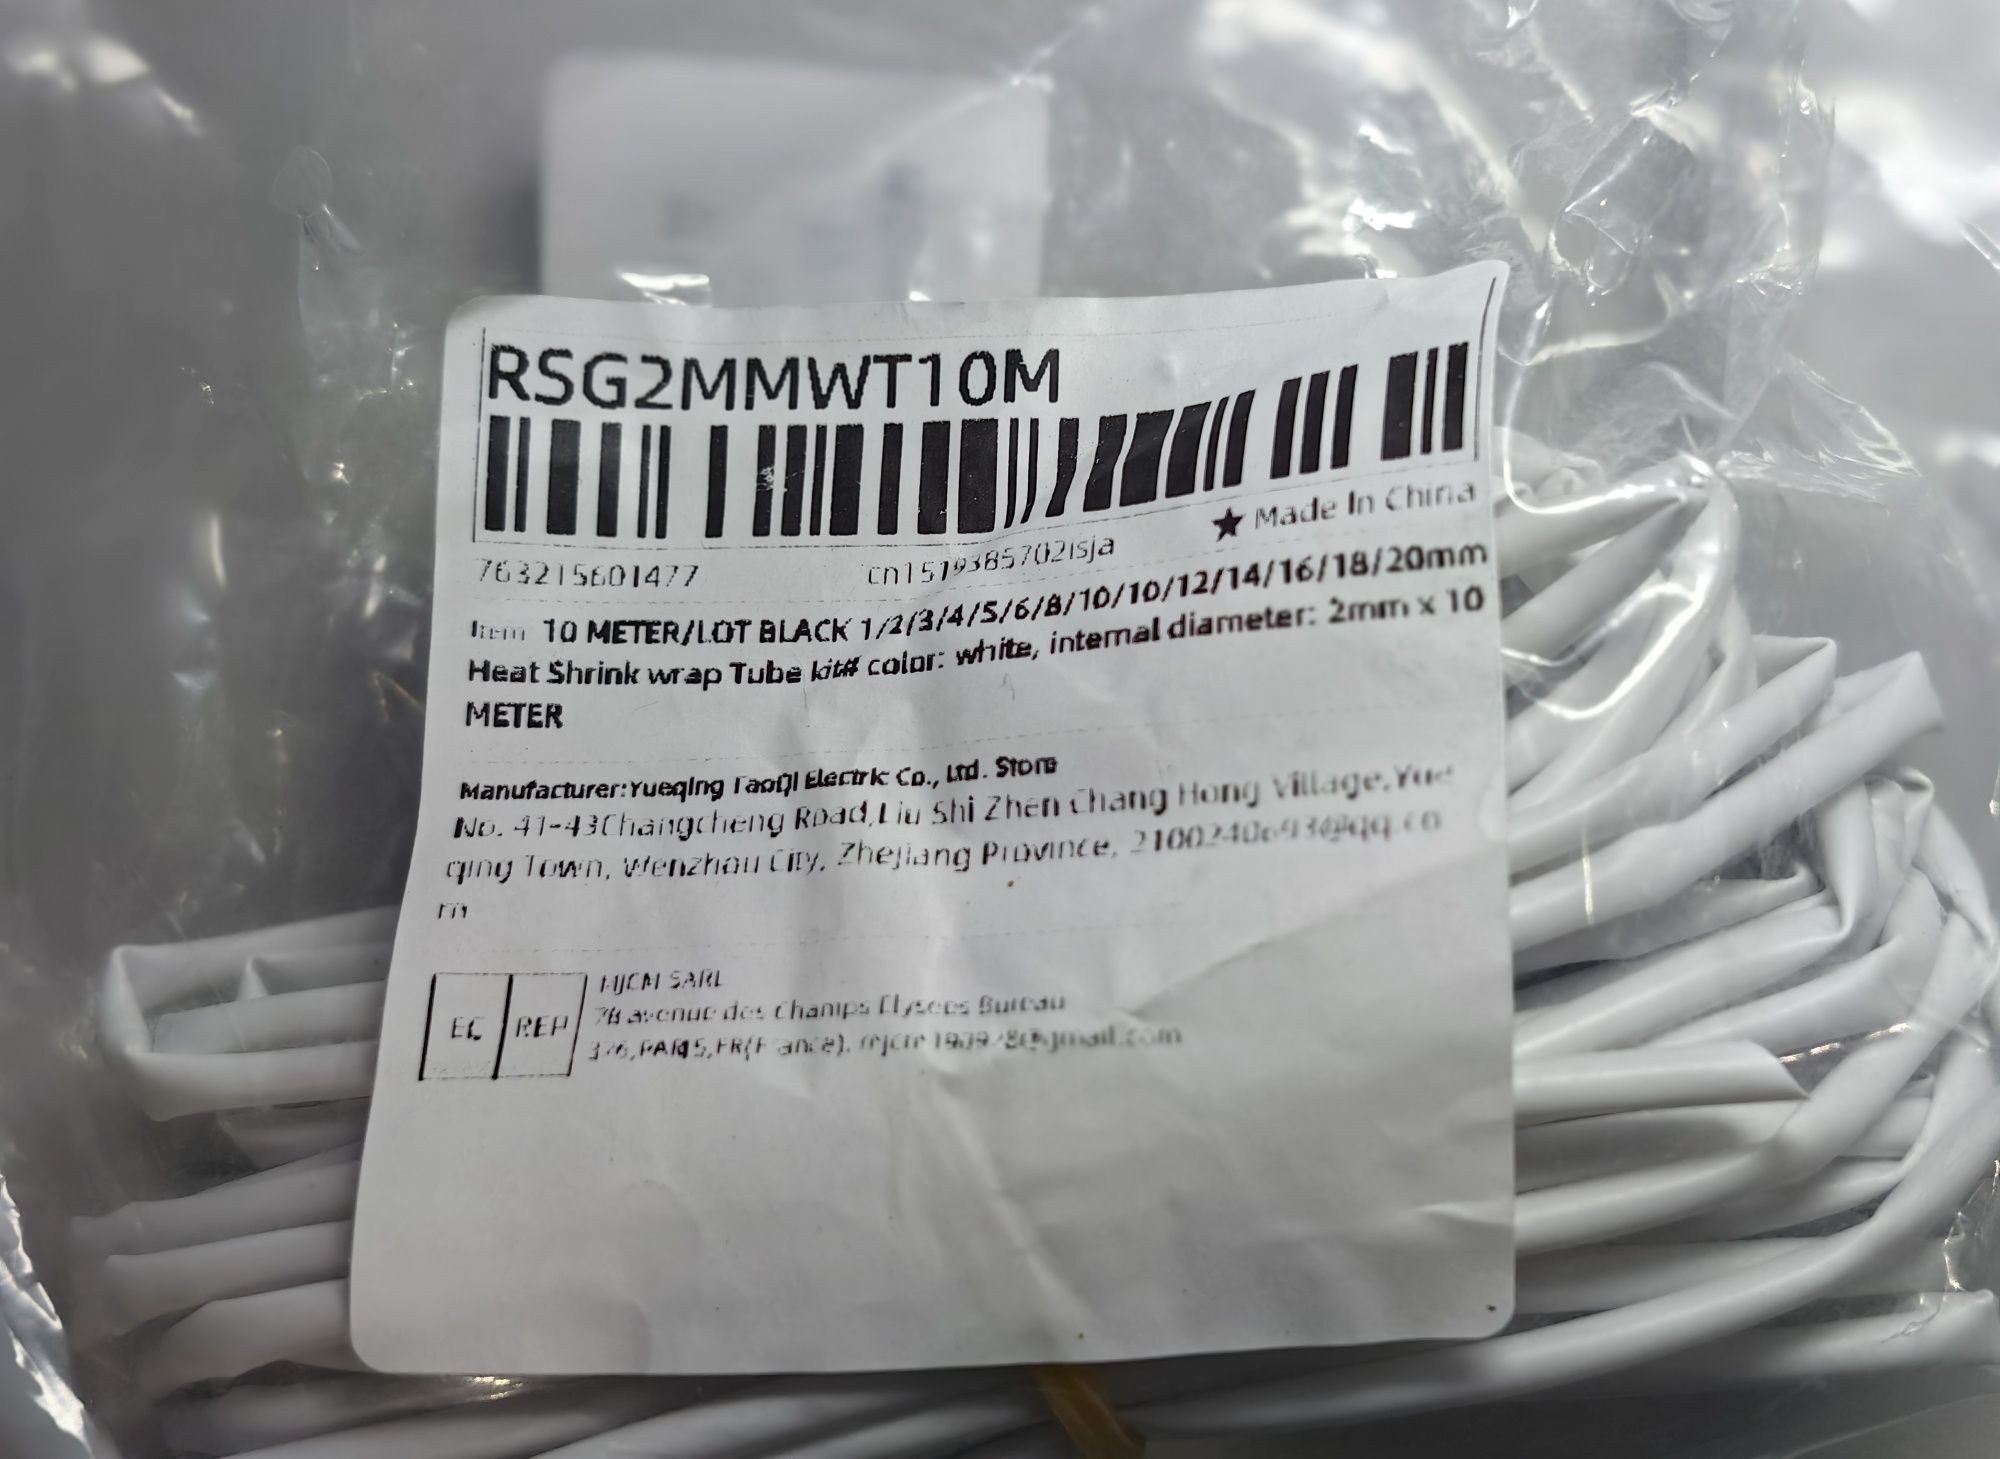 RSG2MMWT10M
★ Made In China
763215601477
cn1519385702isja
Item 10 METER/LOT BLACK 1/2/3/4/5/6/8/10/10/12/14/16/18/20mm
Heat Shrink wrap Tube kit# color: white, internal diameter: 2mm x 10
METER
Manufacturer:Yueqing TaoQI Electric Co., Ltd. Store
No. 41-43Changcheng Road,Liu Shi Zhen Chang Hong Village,Yue
qing Town, Wenzhou City, Zhejiang Province,
m
EC REP
SARL
78 avenue des Champs Elysees Bureau
PARIS,FR(France),